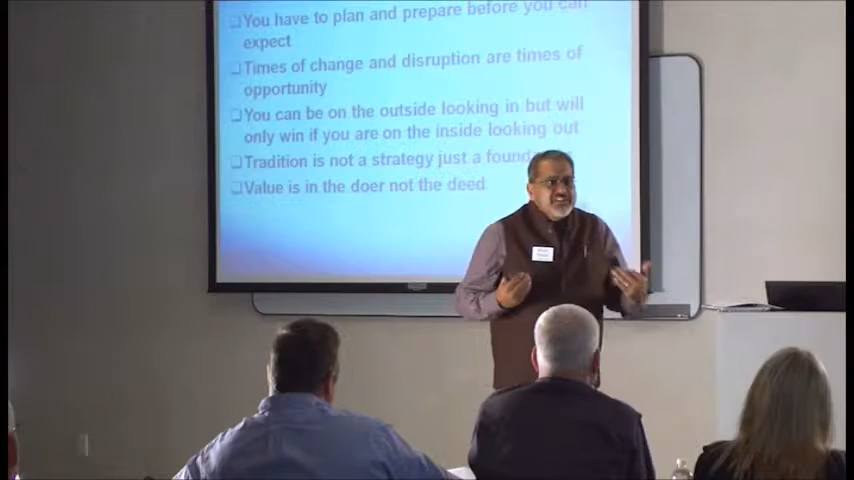 ❑You have to plan and prepare before you can
expect
❑Times of change and disruption are times of
opportunity
❑You can be on the outside looking in but will
only win if you are on the inside looking out
❑Tradition is not a strategy just a
❑Value is in the doer not the deed